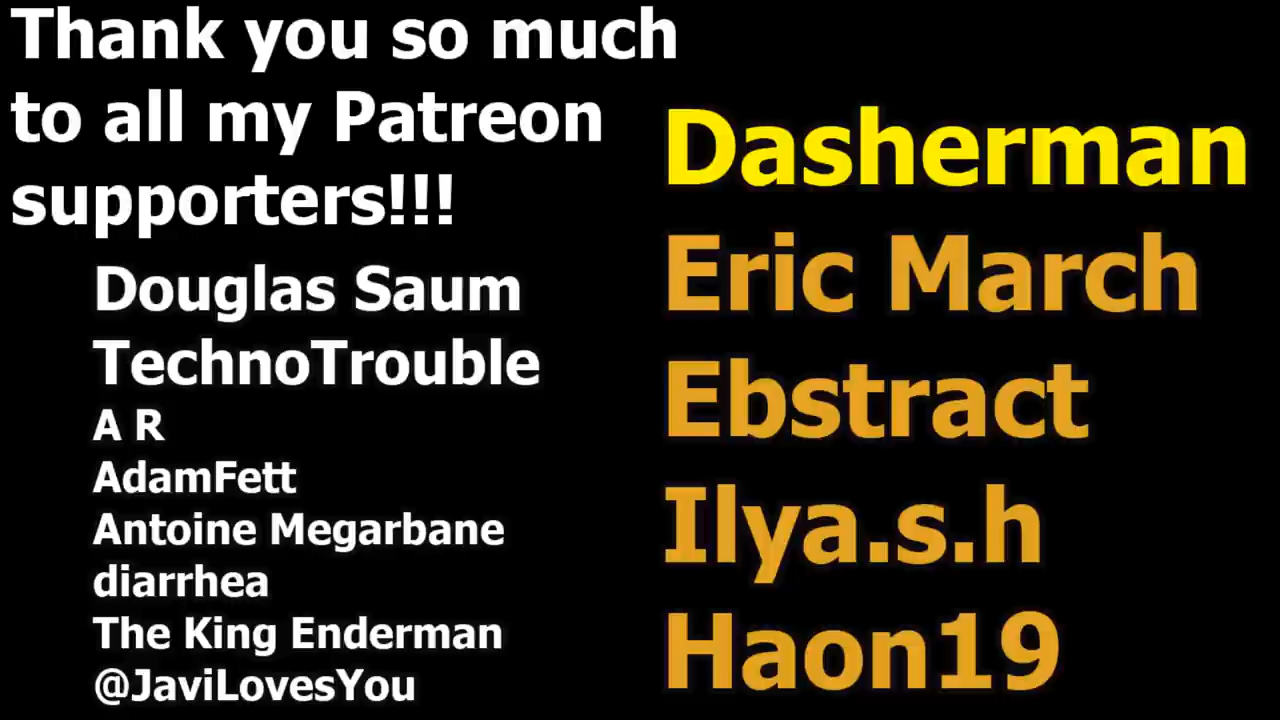 Thank you so much
to all my Patreon
supporters!!!
Douglas Saum
TechnoTrouble
A R
AdamFett
Antoine Megarbane
diarrhea
The King Enderman
@JaviLovesYou
Dasherman
Eric March
Ebstract
Ilya.s.h
Haon19